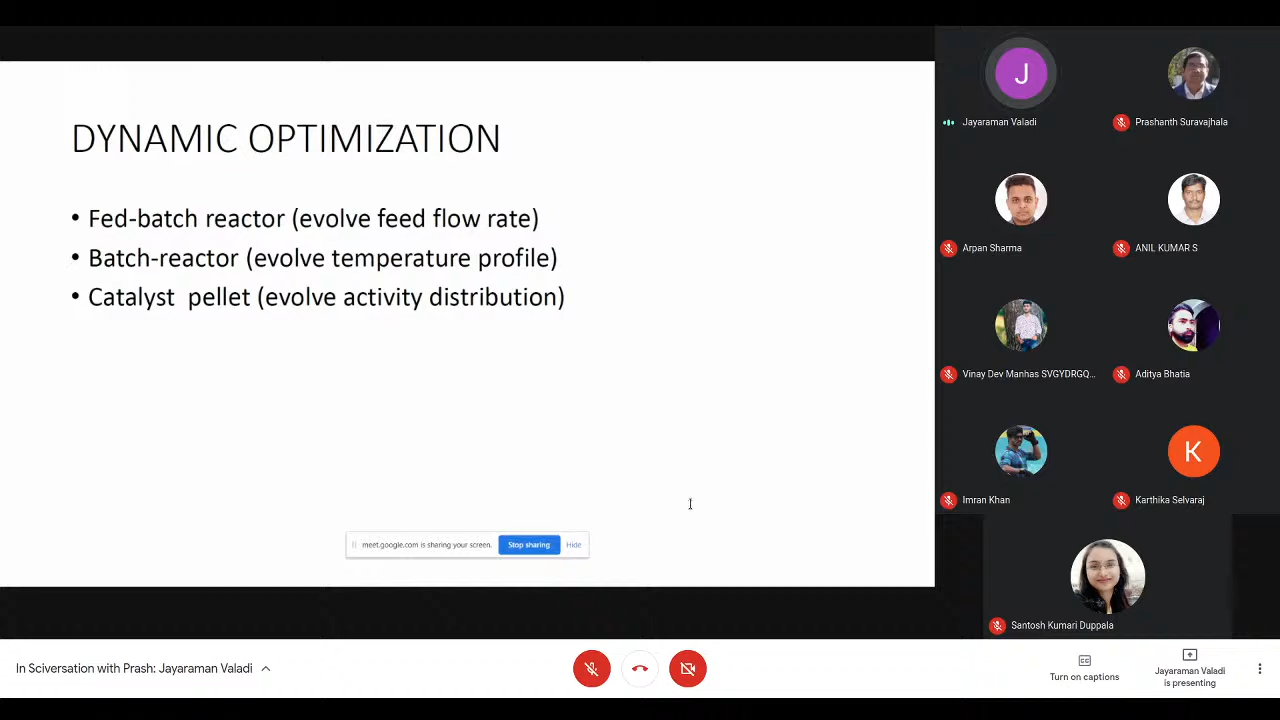 DYNAMIC OPTIMIZATION
• Fed-batch reactor (evolve feed flow rate)
• Batch-reactor (evolve temperature profile)
• Catalyst pellet (evolve activity distribution)
meet.google.com is sharing your screen. Stop sharing Hide
J
Jayaraman Valadi
Prashanth Suravajhala
Arpan Sharma
ANIL KUMAR S
Vinay Dev Manhas SVGYDRGQ...
Aditya Bhatia
K
Imran Khan
Karthika Selvaraj
Santosh Kumari Duppala
In Sciversation with Prash: Jayaraman Valadi
CC
Turn on captions
Jayaraman Valadi
is presenting